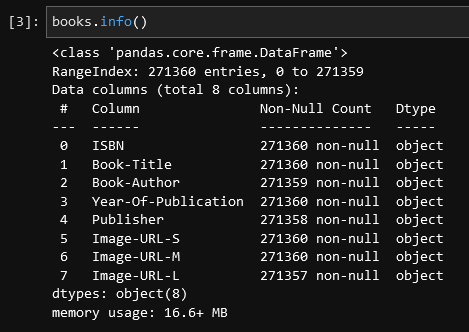 [3]: books.info()
<class 'pandas.core.frame.DataFrame'>
RangeIndex: 271360 entries, 0 to 271359
Data columns (total 8 columns):
 #   Column               Non-Null Count   Dtype
---  ------               --------------   -----
 0   ISBN                 271360 non-null  object
 1   Book-Title           271360 non-null  object
 2   Book-Author          271359 non-null  object
 3   Year-Of-Publication  271360 non-null  object
 4   Publisher            271358 non-null  object
 5   Image-URL-S          271360 non-null  object
 6   Image-URL-M          271360 non-null  object
 7   Image-URL-L          271357 non-null  object
dtypes: object(8)
memory usage: 16.6+ MB